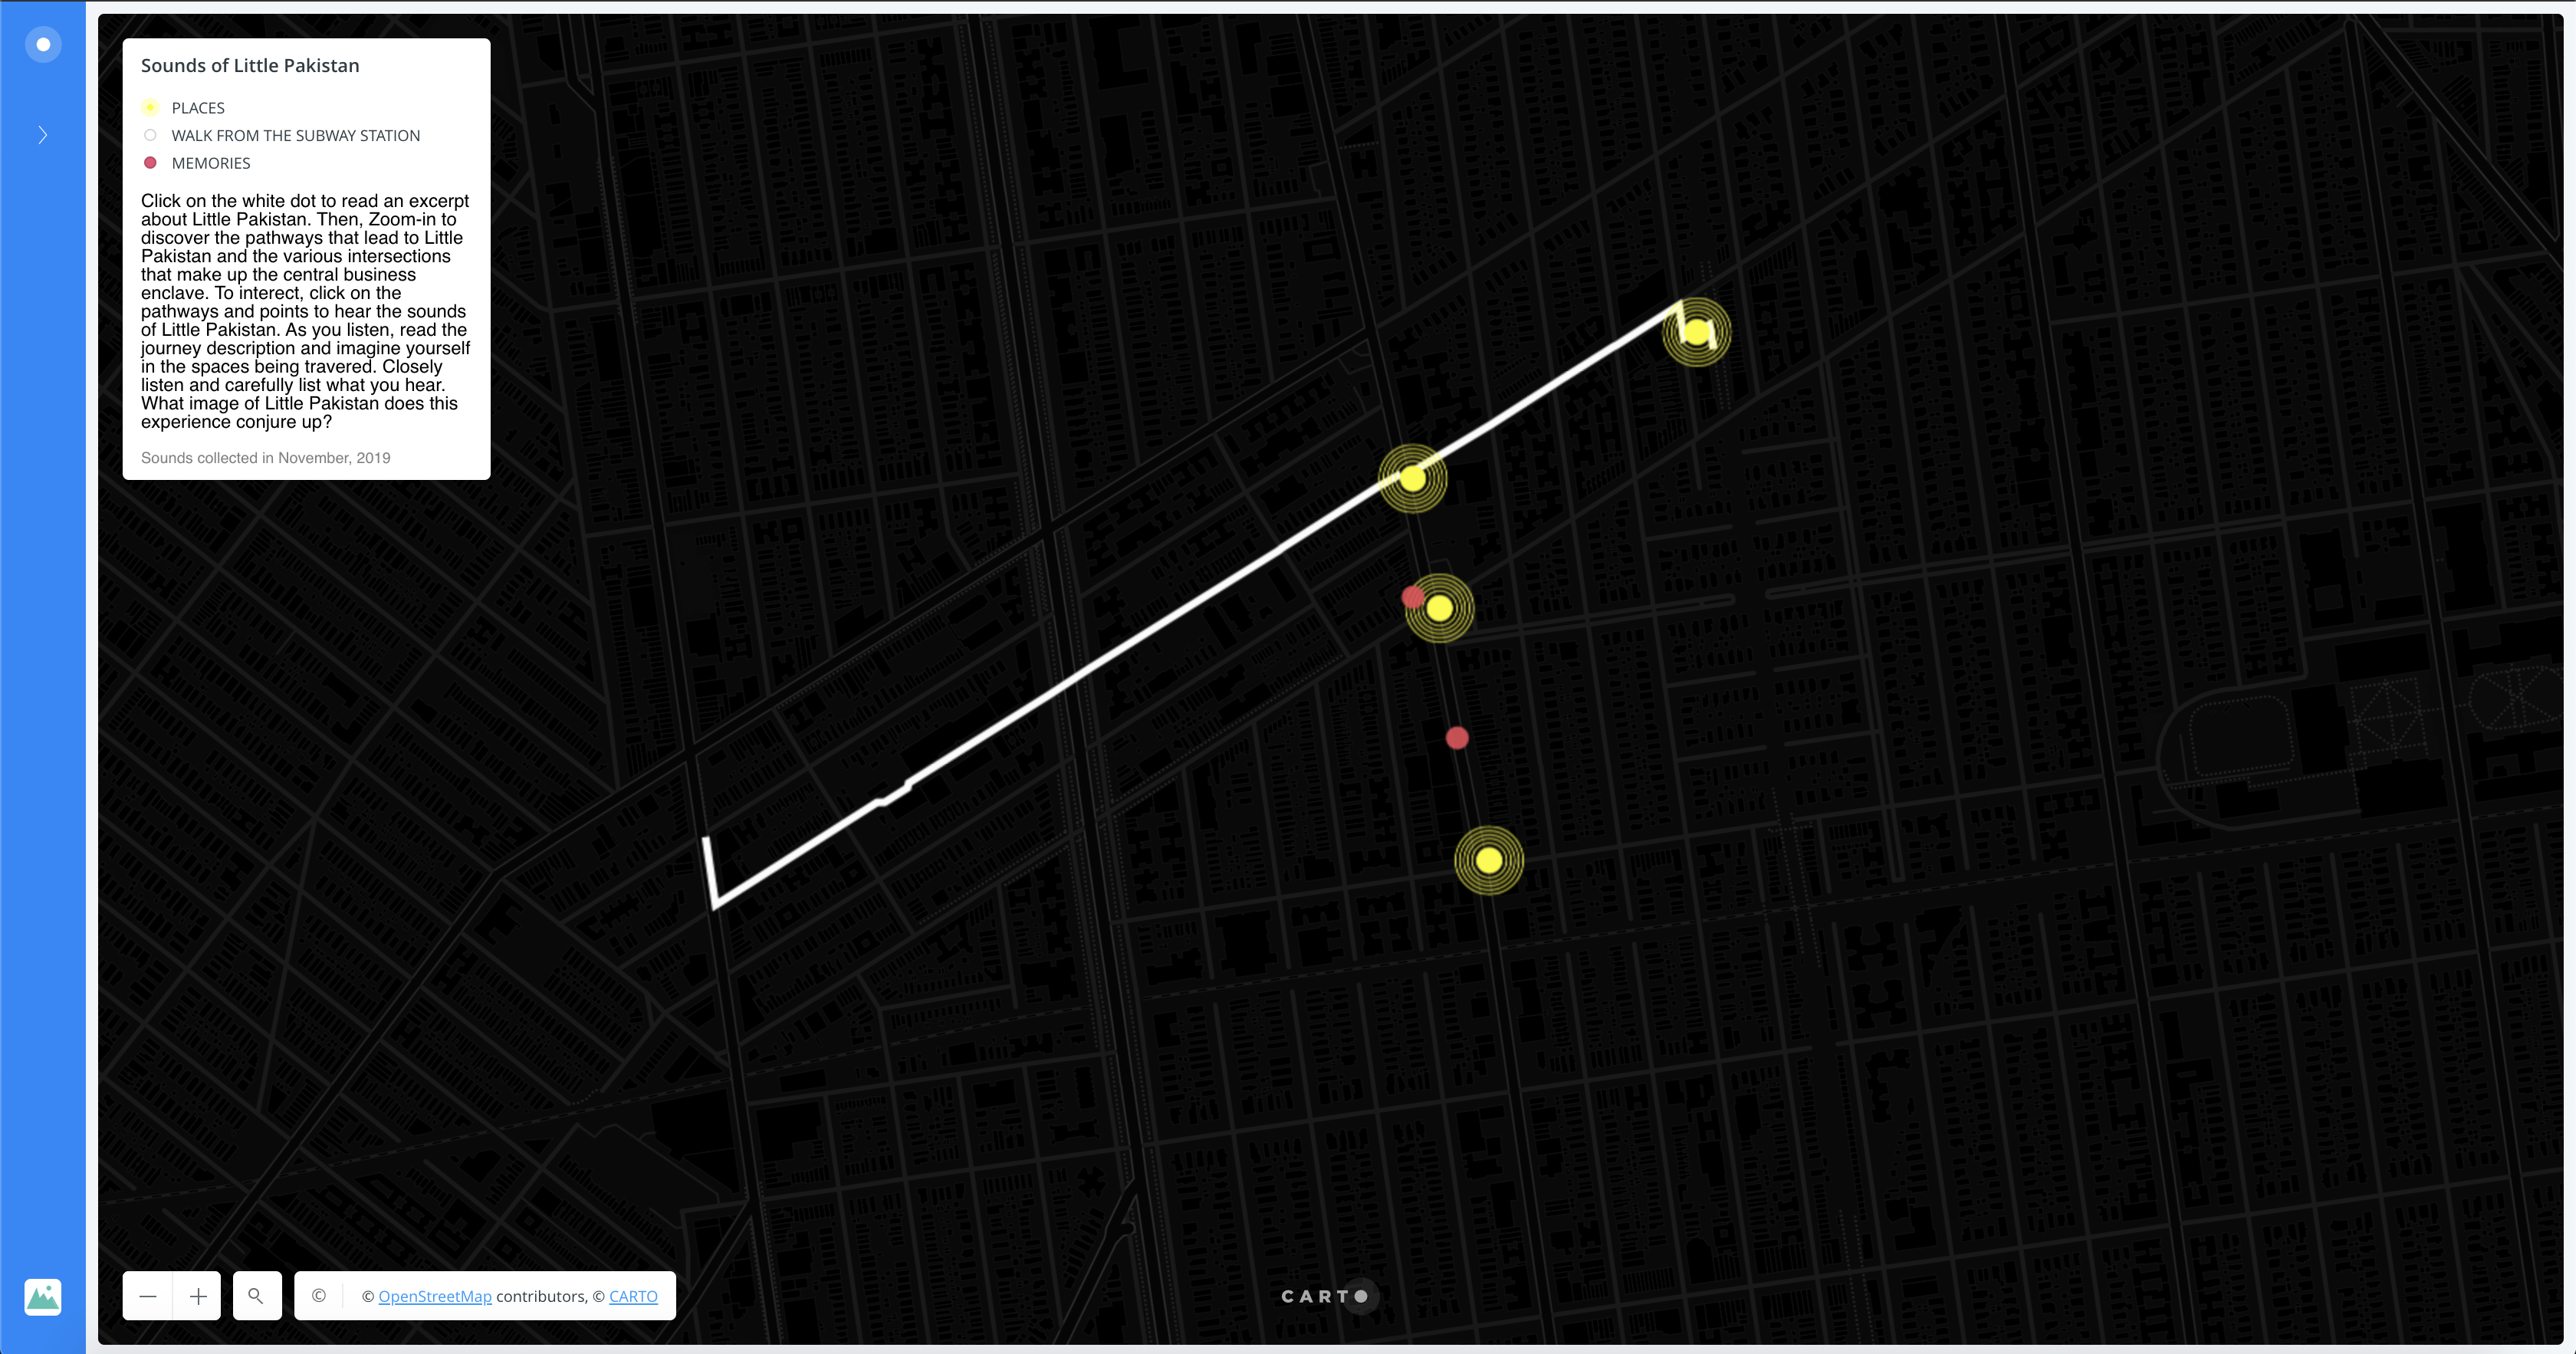 Sounds of Little Pakistan
PLACES
WALK FROM THE SUBWAY STATION
MEMORIES
Click on the white dot to read an excerpt
about Little Pakistan. Then, Zoom-in to
discover the pathways that lead to Little
Pakistan and the various intersections
that make up the central business
enclave. To interect, click on the
pathways and points to hear the sounds
of Little Pakistan. As you listen, read the
journey description and imagine yourself
in the spaces being travered. Closely
listen and carefully list what you hear.
What image of Little Pakistan does this
experience conjure up?
Sounds collected in November, 2019
© © OpenStreetMap contributors, © CARTO
CARTO